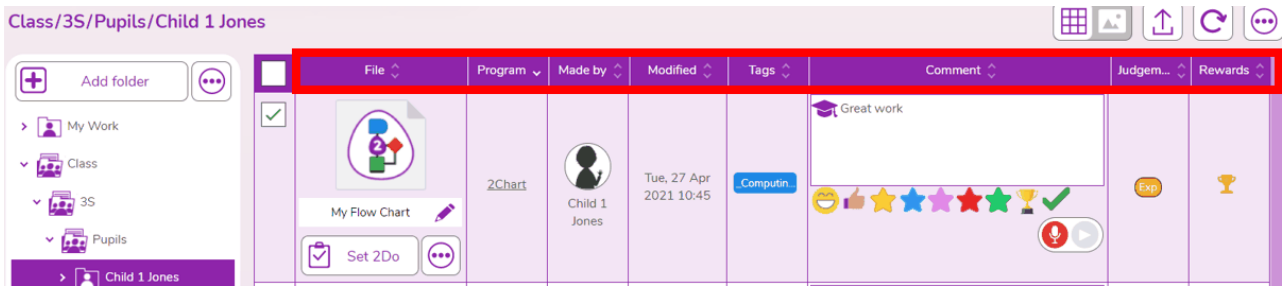 Class/3S/Pupils/Child 1 Jones
Add folder
My Work
Class
3S
Pupils
Child 1 Jones
File Program Made by Modified Tags Comment Judgem... Rewards
2
My Flow Chart
Set 2Do
2Chart
Child 1
Jones
Tue, 27 Apr
2021 10:45
_Computin...
Great work
Exp